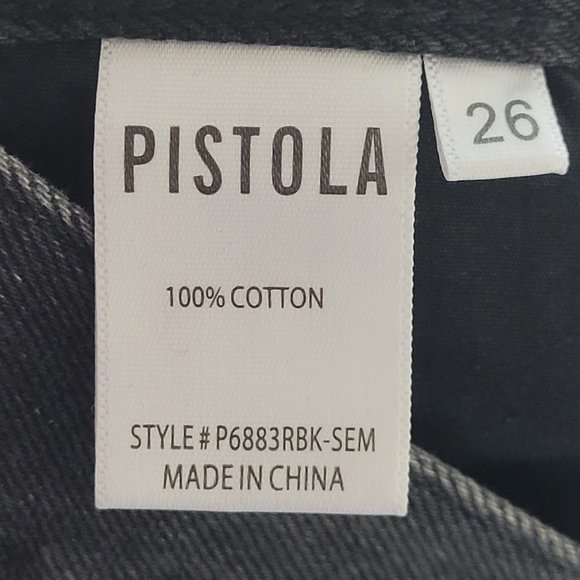 PISTOLA
26
100% COTTON
STYLE # P6883RBK-SEM
MADE IN CHINA